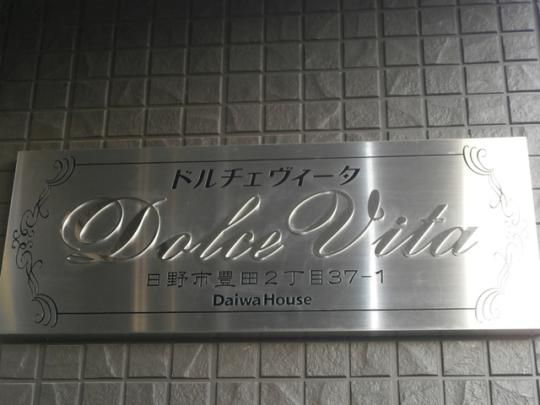 ドルチェヴィータ
Dolce Vita
日野市豊田2丁目37-1
Daiwa House